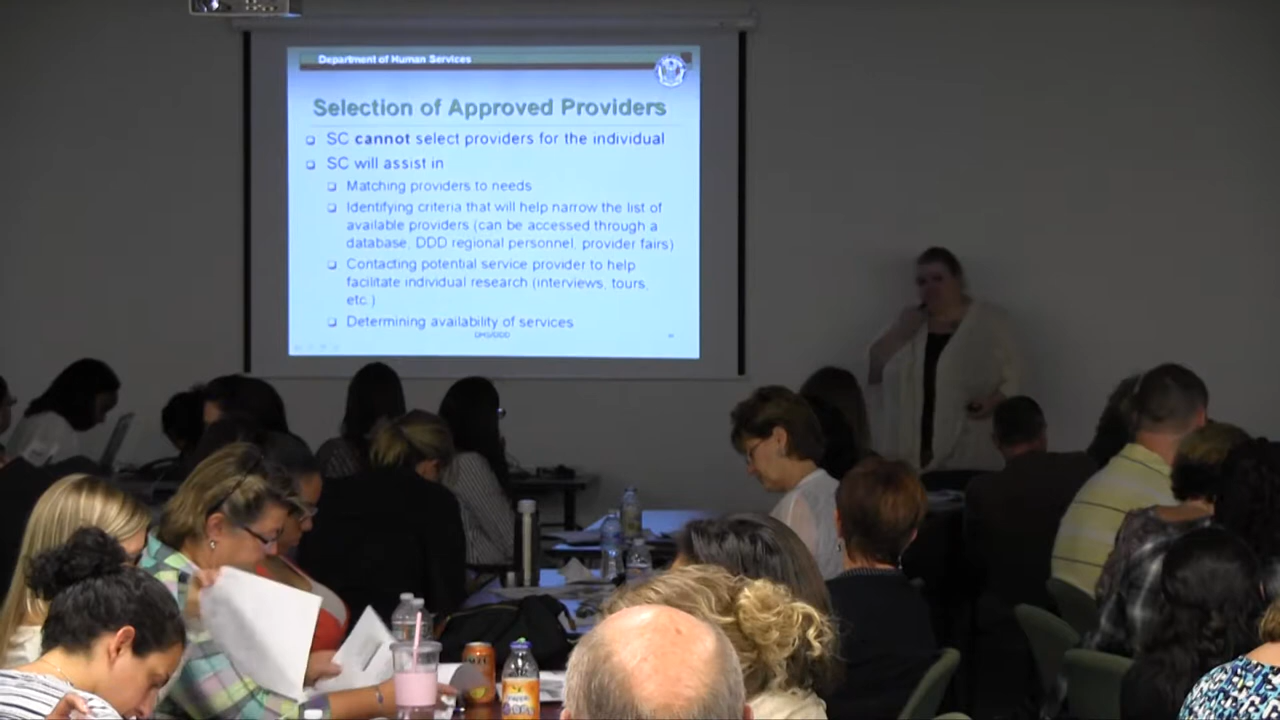 Department of Human Services
Selection of Approved Providers
SC cannot select providers for the individual
SC will assist in
Matching providers to needs
Identifying criteria that will help narrow the list of
available providers (can be accessed through a
database, DDD regional personnel, provider fairs)
Contacting potential service provider to help
facilitate individual research (interviews, tours,
etc.)
Determining availability of services
DHS/DDD